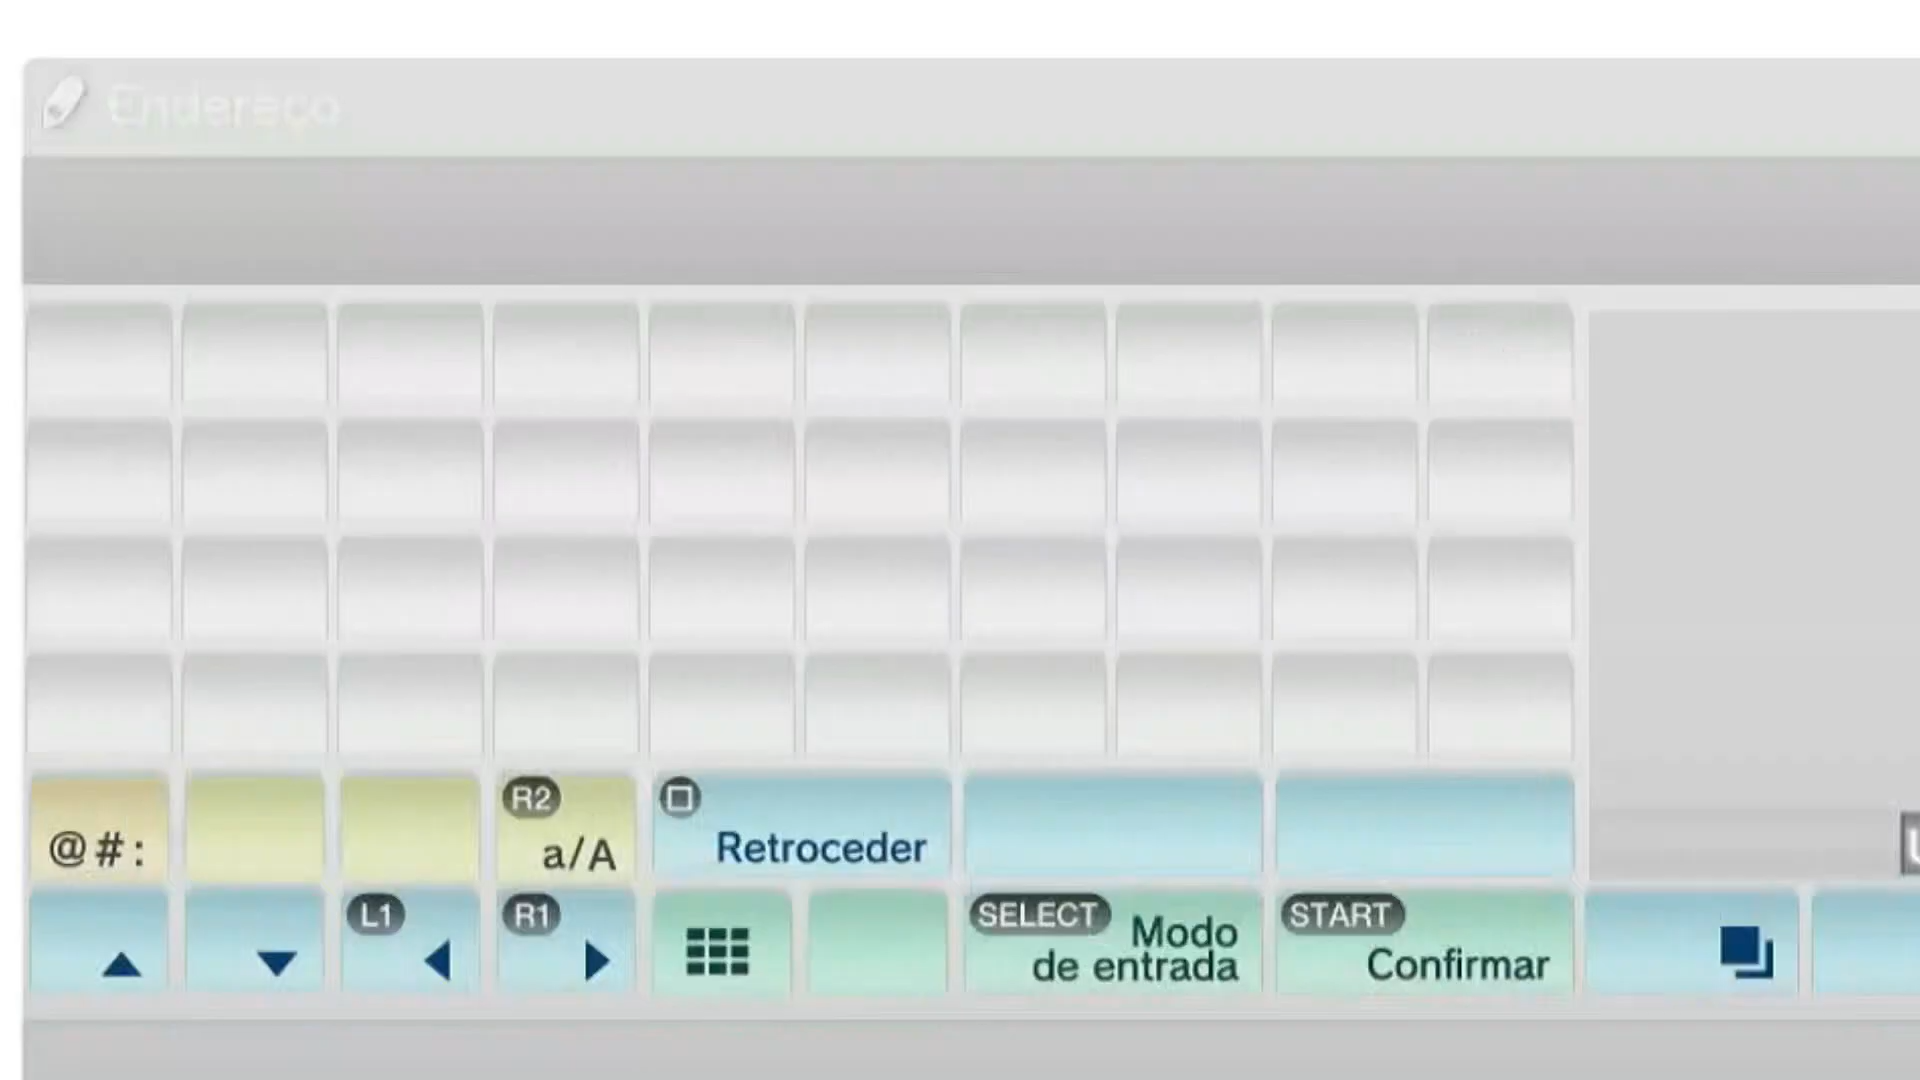 Endereço
R2
@#:
a/A
Retroceder
L1
R1
SELECT
Modo
de entrada
START
Confirmar